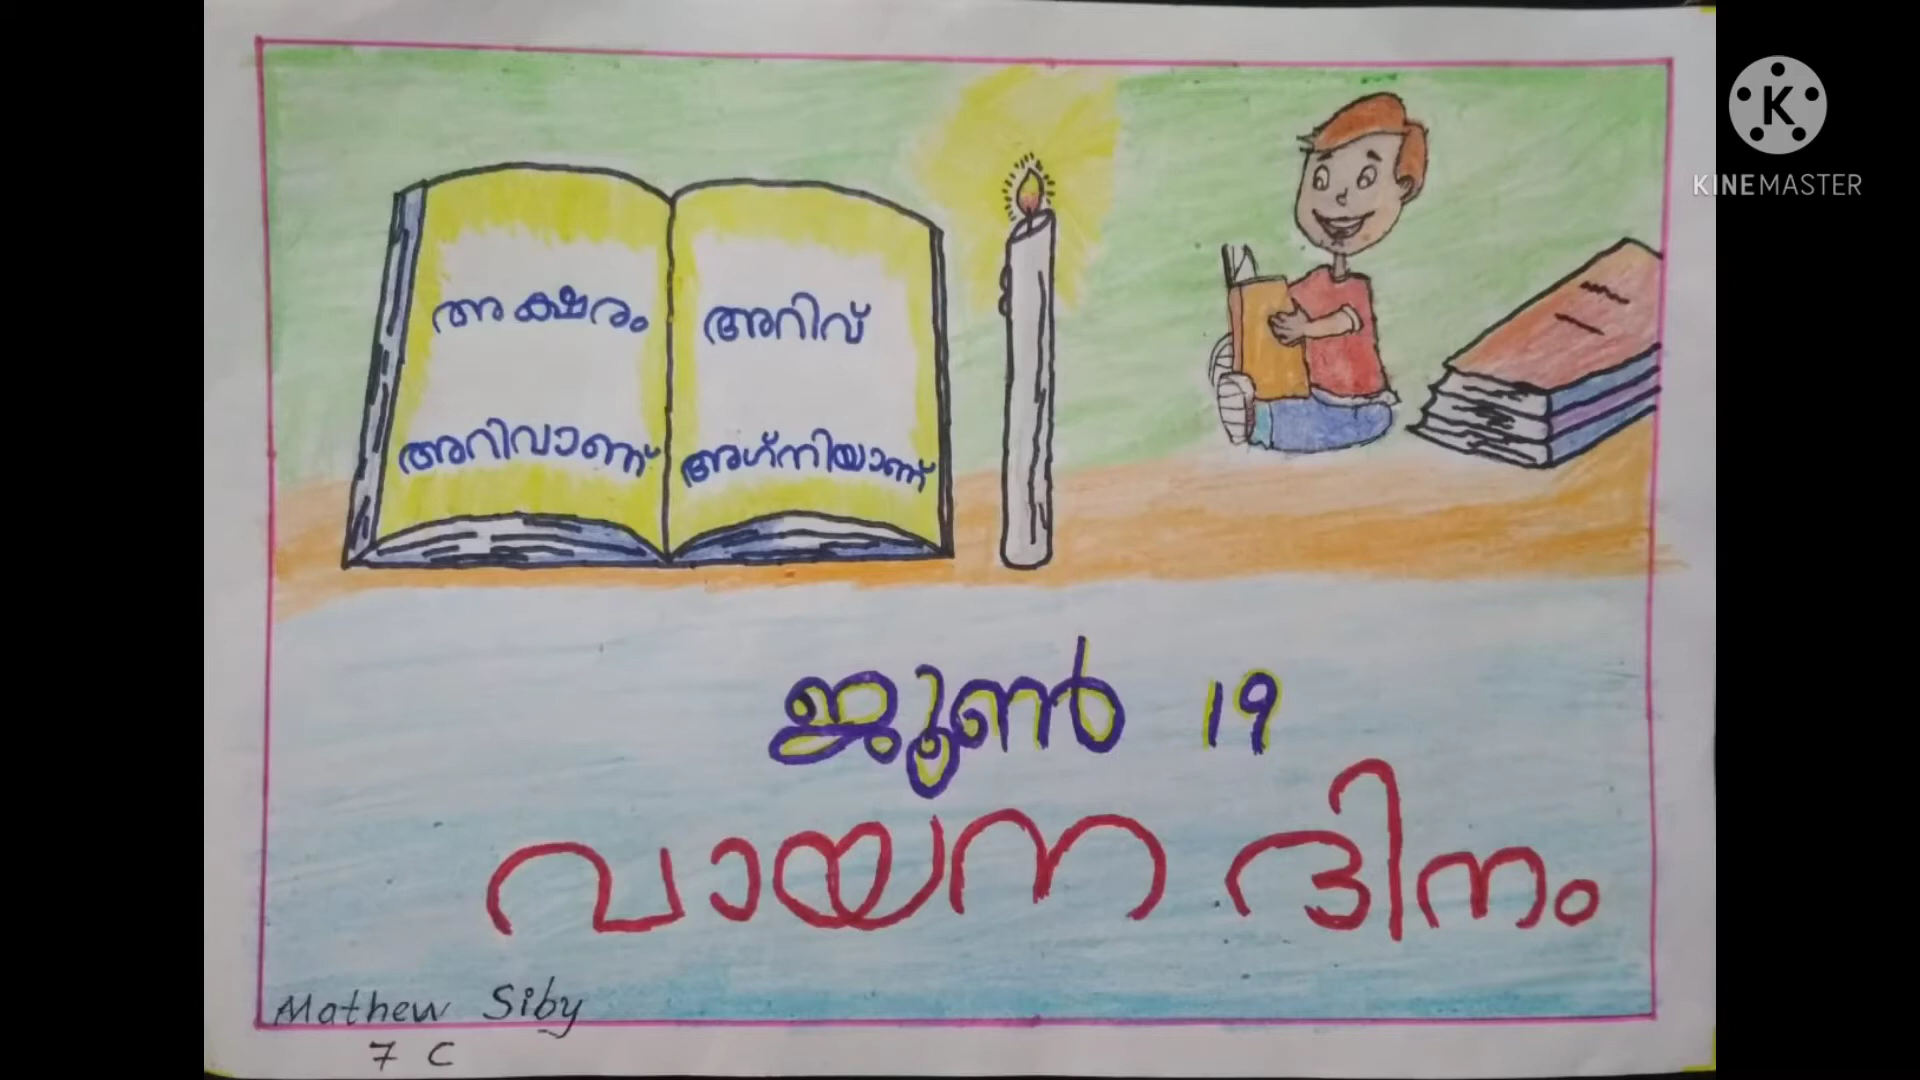 അക്ഷരം
അറിവാണ്
അറിവ്
അഗ്നിയാണ്
ജൂൺ 19
വായന ദിനം
Mathew Siby
7 C
KINEMASTER